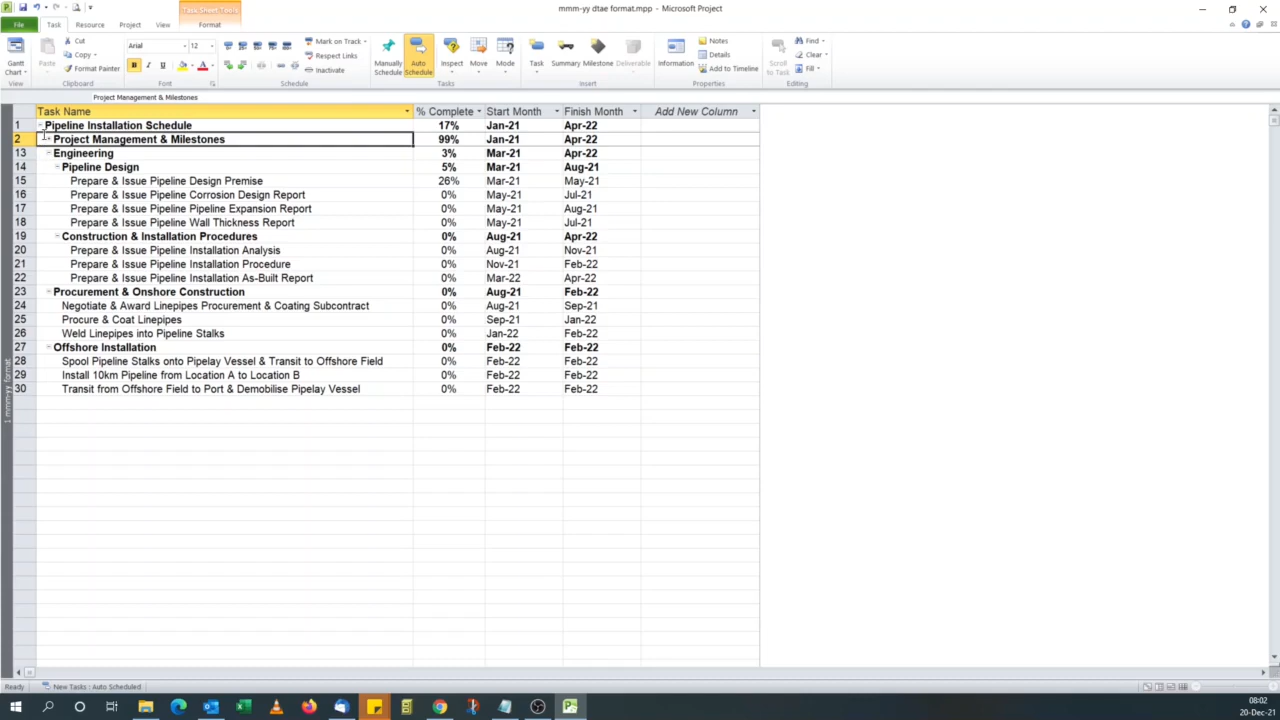 mmm-yy dtae format.mpp - Microsoft Project
Task Sheet Tools
File Task Resource Project View Format
Gantt Chart
View
Paste
Cut
Copy
Format Painter
Clipboard
Arial 12
B I U
Font
Mark on Track
Respect Links
Inactivate
Schedule
Manually Schedule
Auto Schedule
Inspect
Move
Mode
Tasks
Task
Summary
Milestone
Deliverable
Insert
Information
Notes
Details
Add to Timeline
Properties
Scroll to Task
Find
Clear
Fill
Editing
Project Management & Milestones
Task Name % Complete Start Month Finish Month Add New Column
1 Pipeline Installation Schedule 17% Jan-21 Apr-22
2 Project Management & Milestones 99% Jan-21 Apr-22
13 Engineering 3% Mar-21 Apr-22
14 Pipeline Design 5% Mar-21 Aug-21
15 Prepare & Issue Pipeline Design Premise 26% Mar-21 May-21
16 Prepare & Issue Pipeline Corrosion Design Report 0% May-21 Jul-21
17 Prepare & Issue Pipeline Pipeline Expansion Report 0% May-21 Aug-21
18 Prepare & Issue Pipeline Wall Thickness Report 0% May-21 Jul-21
19 Construction & Installation Procedures 0% Aug-21 Apr-22
20 Prepare & Issue Pipeline Installation Analysis 0% Aug-21 Nov-21
21 Prepare & Issue Pipeline Installation Procedure 0% Nov-21 Feb-22
22 Prepare & Issue Pipeline Installation As-Built Report 0% Mar-22 Apr-22
23 Procurement & Onshore Construction 0% Aug-21 Feb-22
24 Negotiate & Award Linepipes Procurement & Coating Subcontract 0% Aug-21 Sep-21
25 Procure & Coat Linepipes 0% Sep-21 Jan-22
26 Weld Linepipes into Pipeline Stalks 0% Jan-22 Feb-22
27 Offshore Installation 0% Feb-22 Feb-22
28 Spool Pipeline Stalks onto Pipelay Vessel & Transit to Offshore Field 0% Feb-22 Feb-22
29 Install 10km Pipeline from Location A to Location B 0% Feb-22 Feb-22
30 Transit from Offshore Field to Port & Demobilise Pipelay Vessel 0% Feb-22 Feb-22
1 mmm-yy format
Ready New Tasks : Auto Scheduled
08:02
20-Dec-21